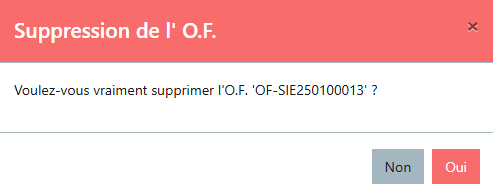 Suppression de l' O.F.
×
Voulez-vous vraiment supprimer l'O.F. 'OF-SIE250100013' ?
Non Oui